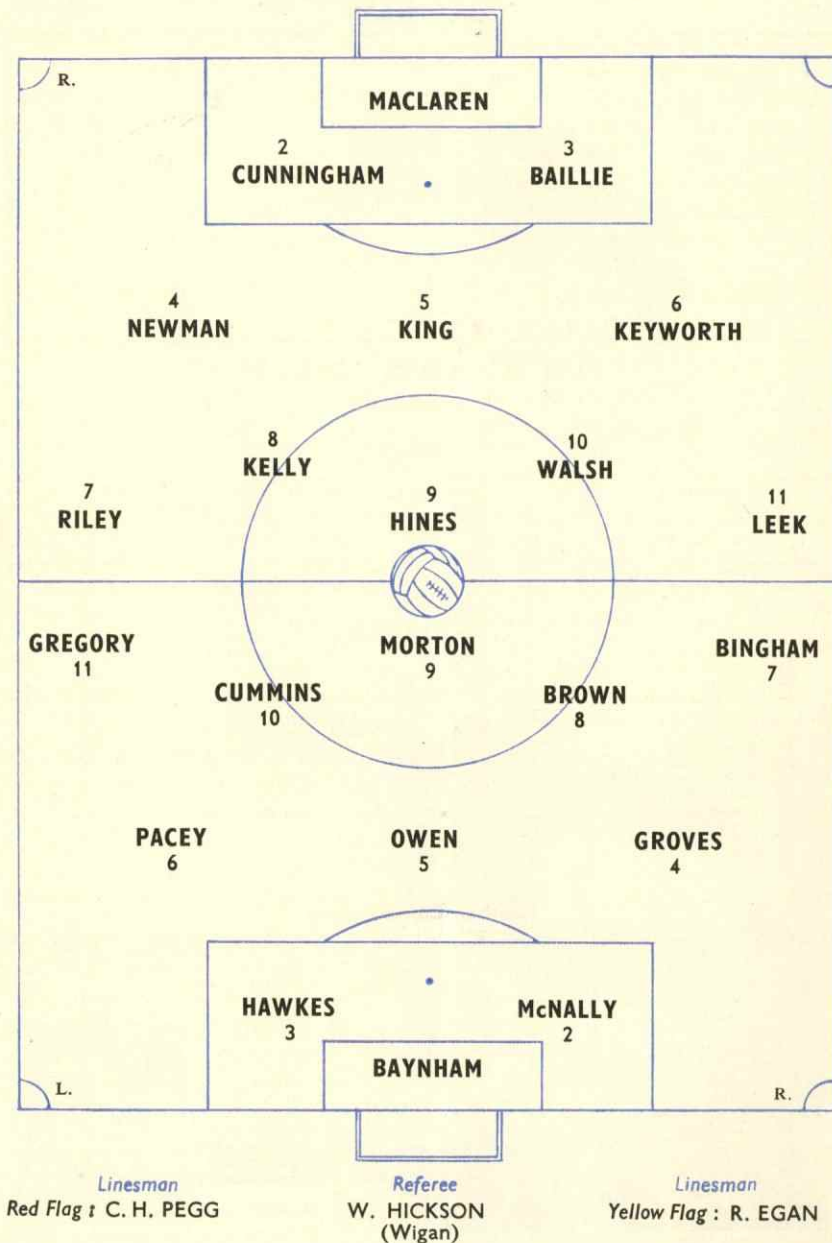 R.
MACLAREN
2 3
CUNNINGHAM BAILLIE
4 5 6
NEWMAN KING KEYWORTH
8 10
KELLY WALSH
7 9 11
RILEY HINES LEEK
GREGORY MORTON BINGHAM
11 9 7
CUMMINS BROWN
10 8
PACEY OWEN GROVES
6 5 4
HAWKES McNALLY
3 2
BAYNHAM
L. R.
Linesman Referee Linesman
Red Flag : C. H. PEGG W. HICKSON Yellow Flag : R. EGAN
(Wigan)